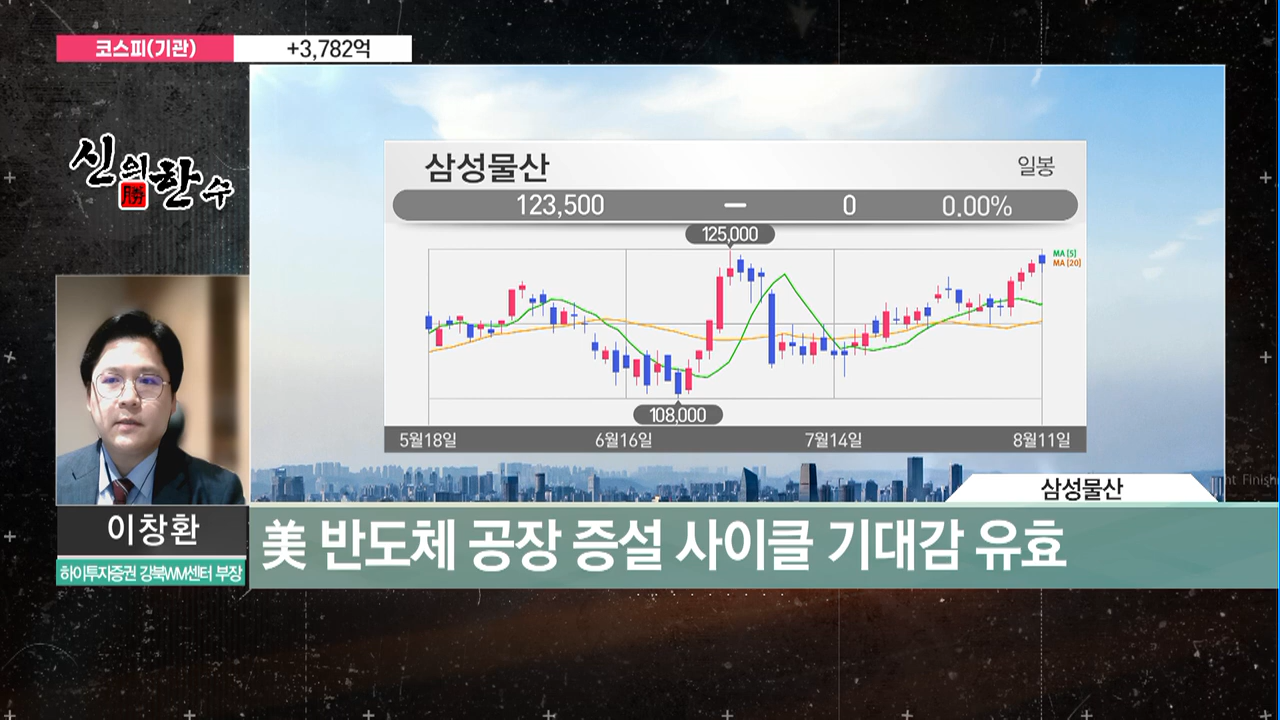 코스피(기관) +3,782억
신의한수
勝
삼성물산 일봉
123,500 0 0.00%
125,000
MA [5]
MA [20]
108,000
5월18일 6월16일 7월14일 8월11일
삼성물산
美 반도체 공장 증설 사이클 기대감 유효
이창환
하이투자증권 강북WM센터 부장